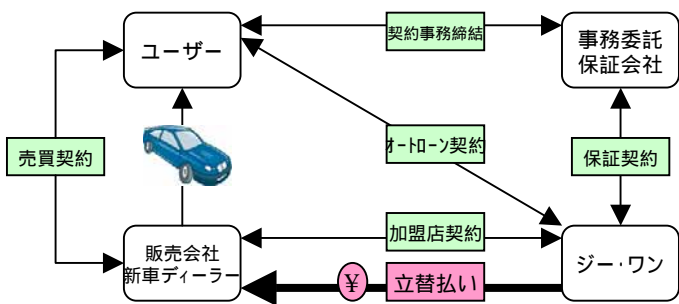 ユーザー
契約事務締結
事務委託
保証会社
売買契約
オートローン契約
保証契約
販売会社
新車ディーラー
加盟店契約
ジー・ワン
¥
立替払い